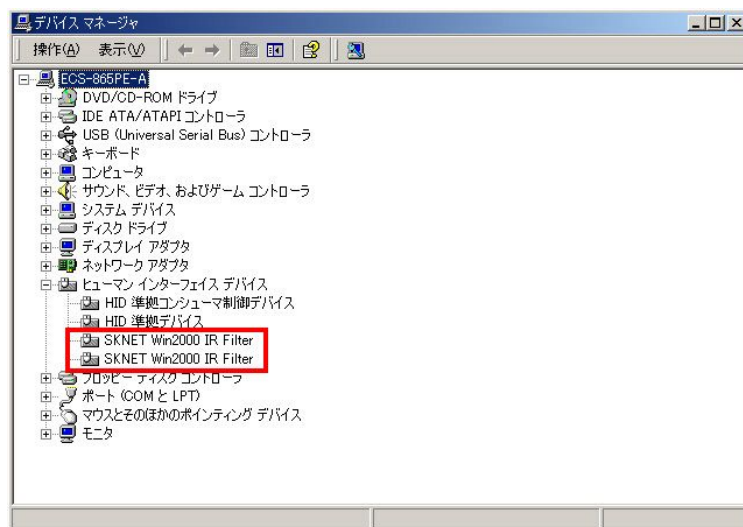 デバイス マネージャ
操作(A) 表示(V)
ECS-865PE-A
DVD/CD-ROM ドライブ
IDE ATA/ATAPI コントローラ
USB (Universal Serial Bus) コントローラ
キーボード
コンピュータ
サウンド、ビデオ、およびゲーム コントローラ
システム デバイス
ディスク ドライブ
ディスプレイ アダプタ
ネットワーク アダプタ
ヒューマン インターフェイス デバイス
HID 準拠コンシューマ制御デバイス
HID 準拠デバイス
SKNET Win2000 IR Filter
SKNET Win2000 IR Filter
フロッピー ディスク コントローラ
ポート (COM と LPT)
マウスとそのほかのポインティング デバイス
モニタ